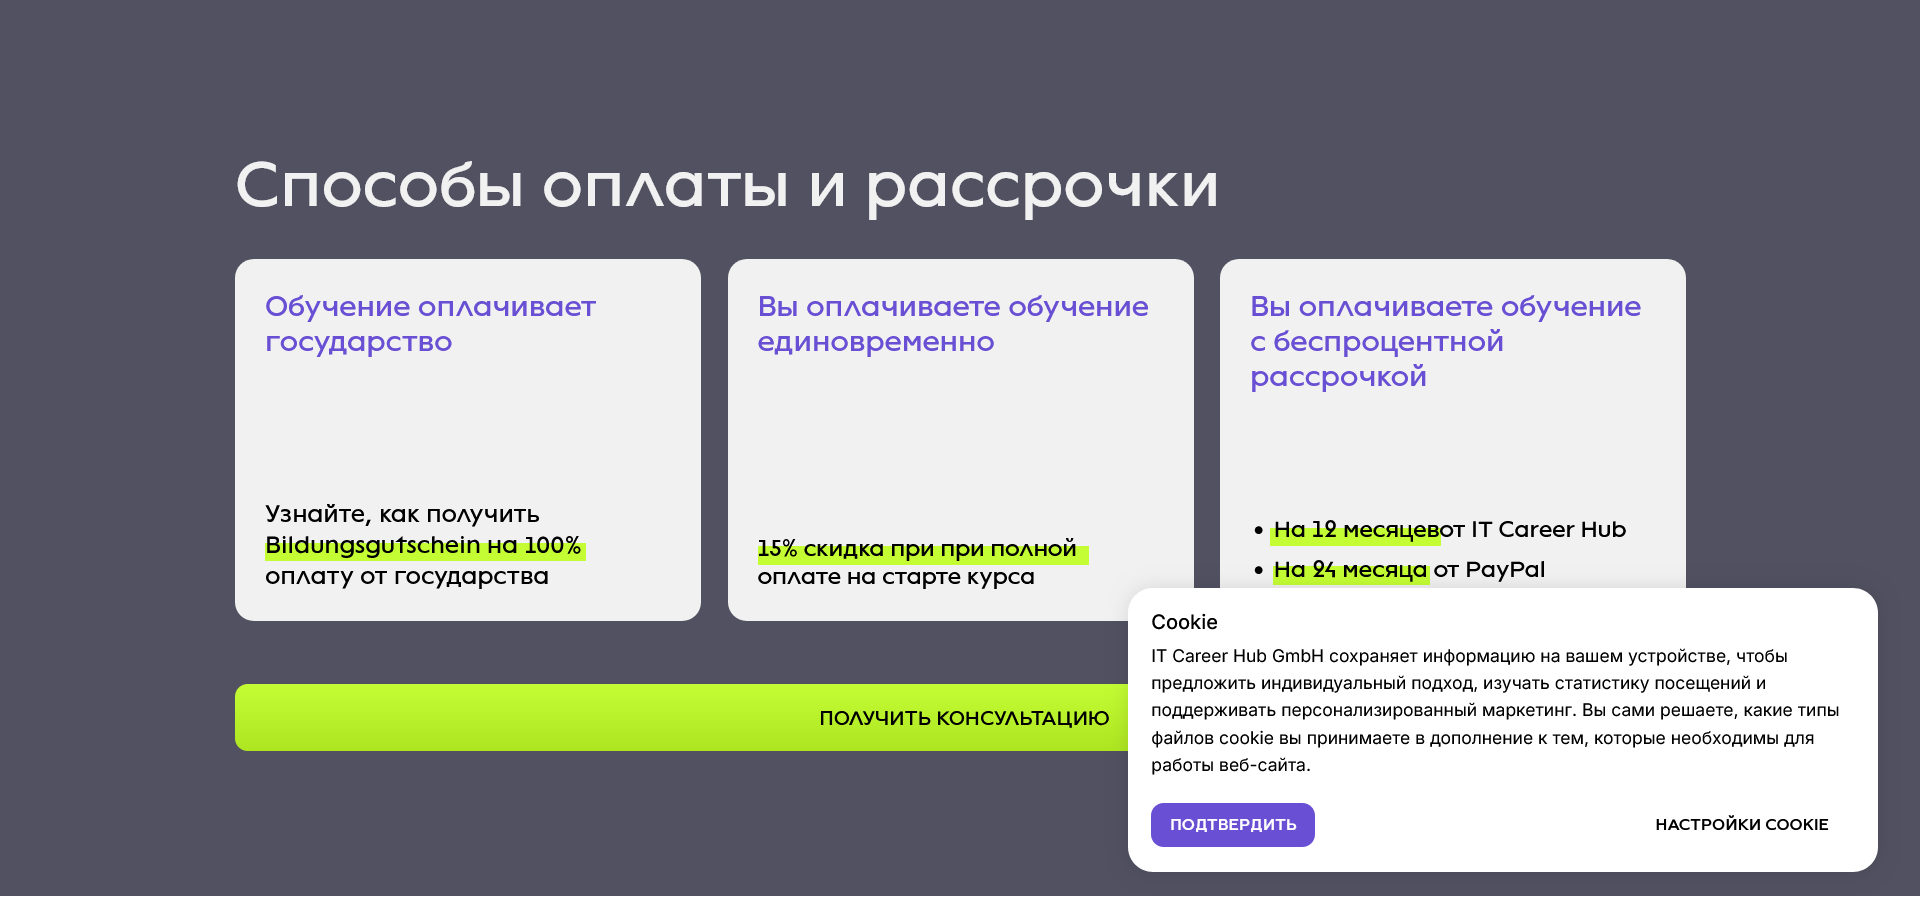 Способы оплаты и рассрочки
Обучение оплачивает
государство
Узнайте, как получить
Bildungsgutschein на 100%
оплату от государства
Вы оплачиваете обучение
единовременно
15% скидка при при полной
оплате на старте курса
Вы оплачиваете обучение
с беспроцентной
рассрочкой
• На 12 месяцевот IT Career Hub
• На 24 месяца от PayPal
ПОЛУЧИТЬ КОНСУЛЬТАЦИЮ
Cookie
IT Career Hub GmbH сохраняет информацию на вашем устройстве, чтобы
предложить индивидуальный подход, изучать статистику посещений и
поддерживать персонализированный маркетинг. Вы сами решаете, какие типы
файлов cookie вы принимаете в дополнение к тем, которые необходимы для
работы веб-сайта.
ПОДТВЕРДИТЬ
НАСТРОЙКИ COOKIE